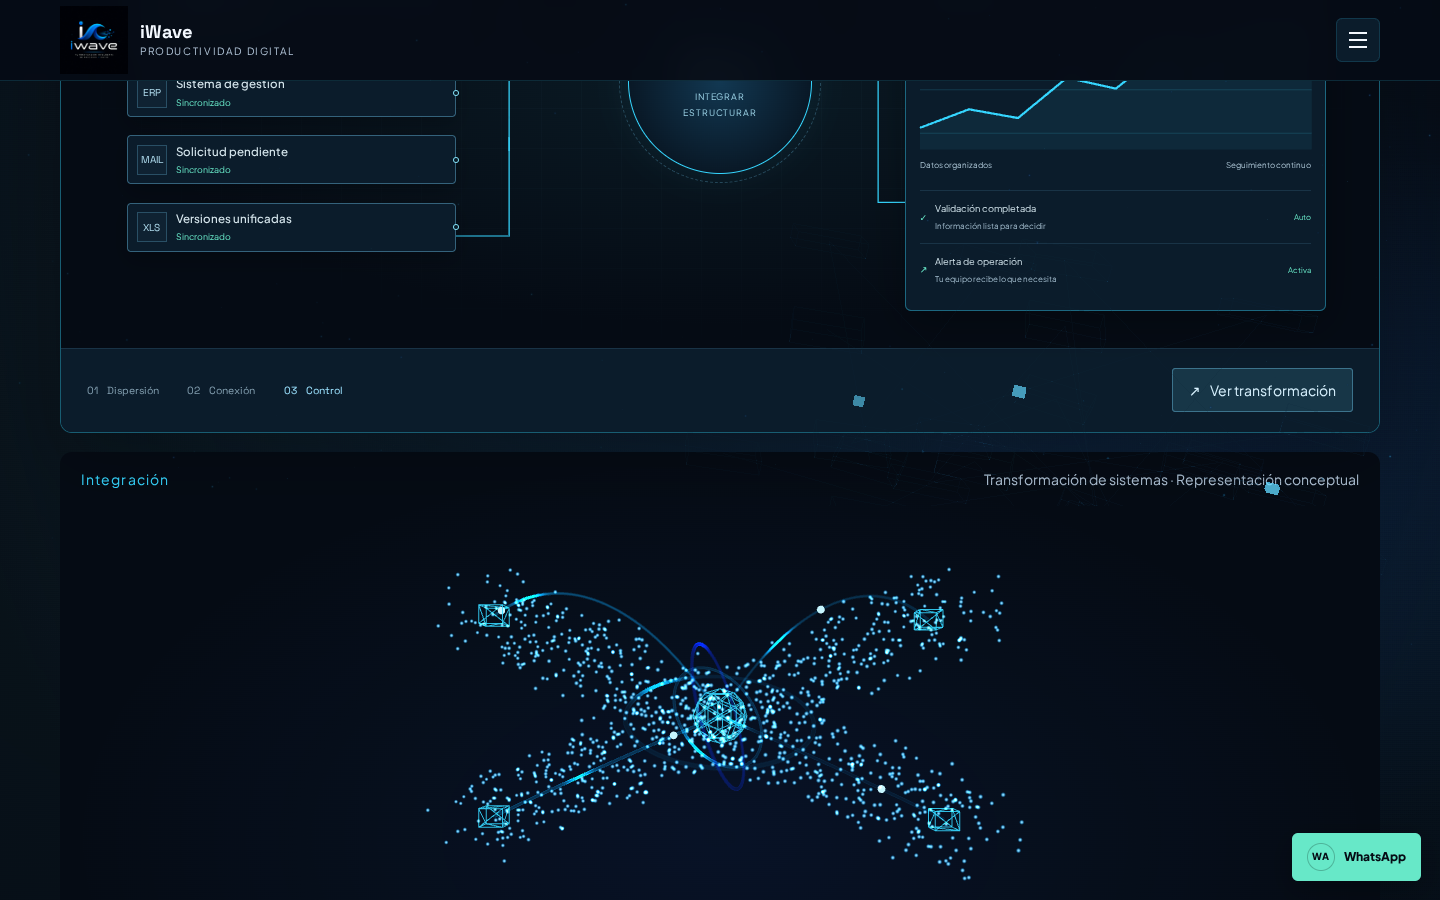 iwave
iWave
PRODUCTIVIDAD DIGITAL
ERP
Sistema de gestión
Sincronizado
MAIL
Solicitud pendiente
Sincronizado
XLS
Versiones unificadas
Sincronizado
INTEGRAR
ESTRUCTURAR
Datos organizados
Seguimiento continuo
✓ Validación completada
Información lista para decidir
Auto
↗ Alerta de operación
Tu equipo recibe lo que necesita
Activa
01 Dispersión 02 Conexión 03 Control
↗ Ver transformación
Integración
Transformación de sistemas · Representación conceptual
WA WhatsApp